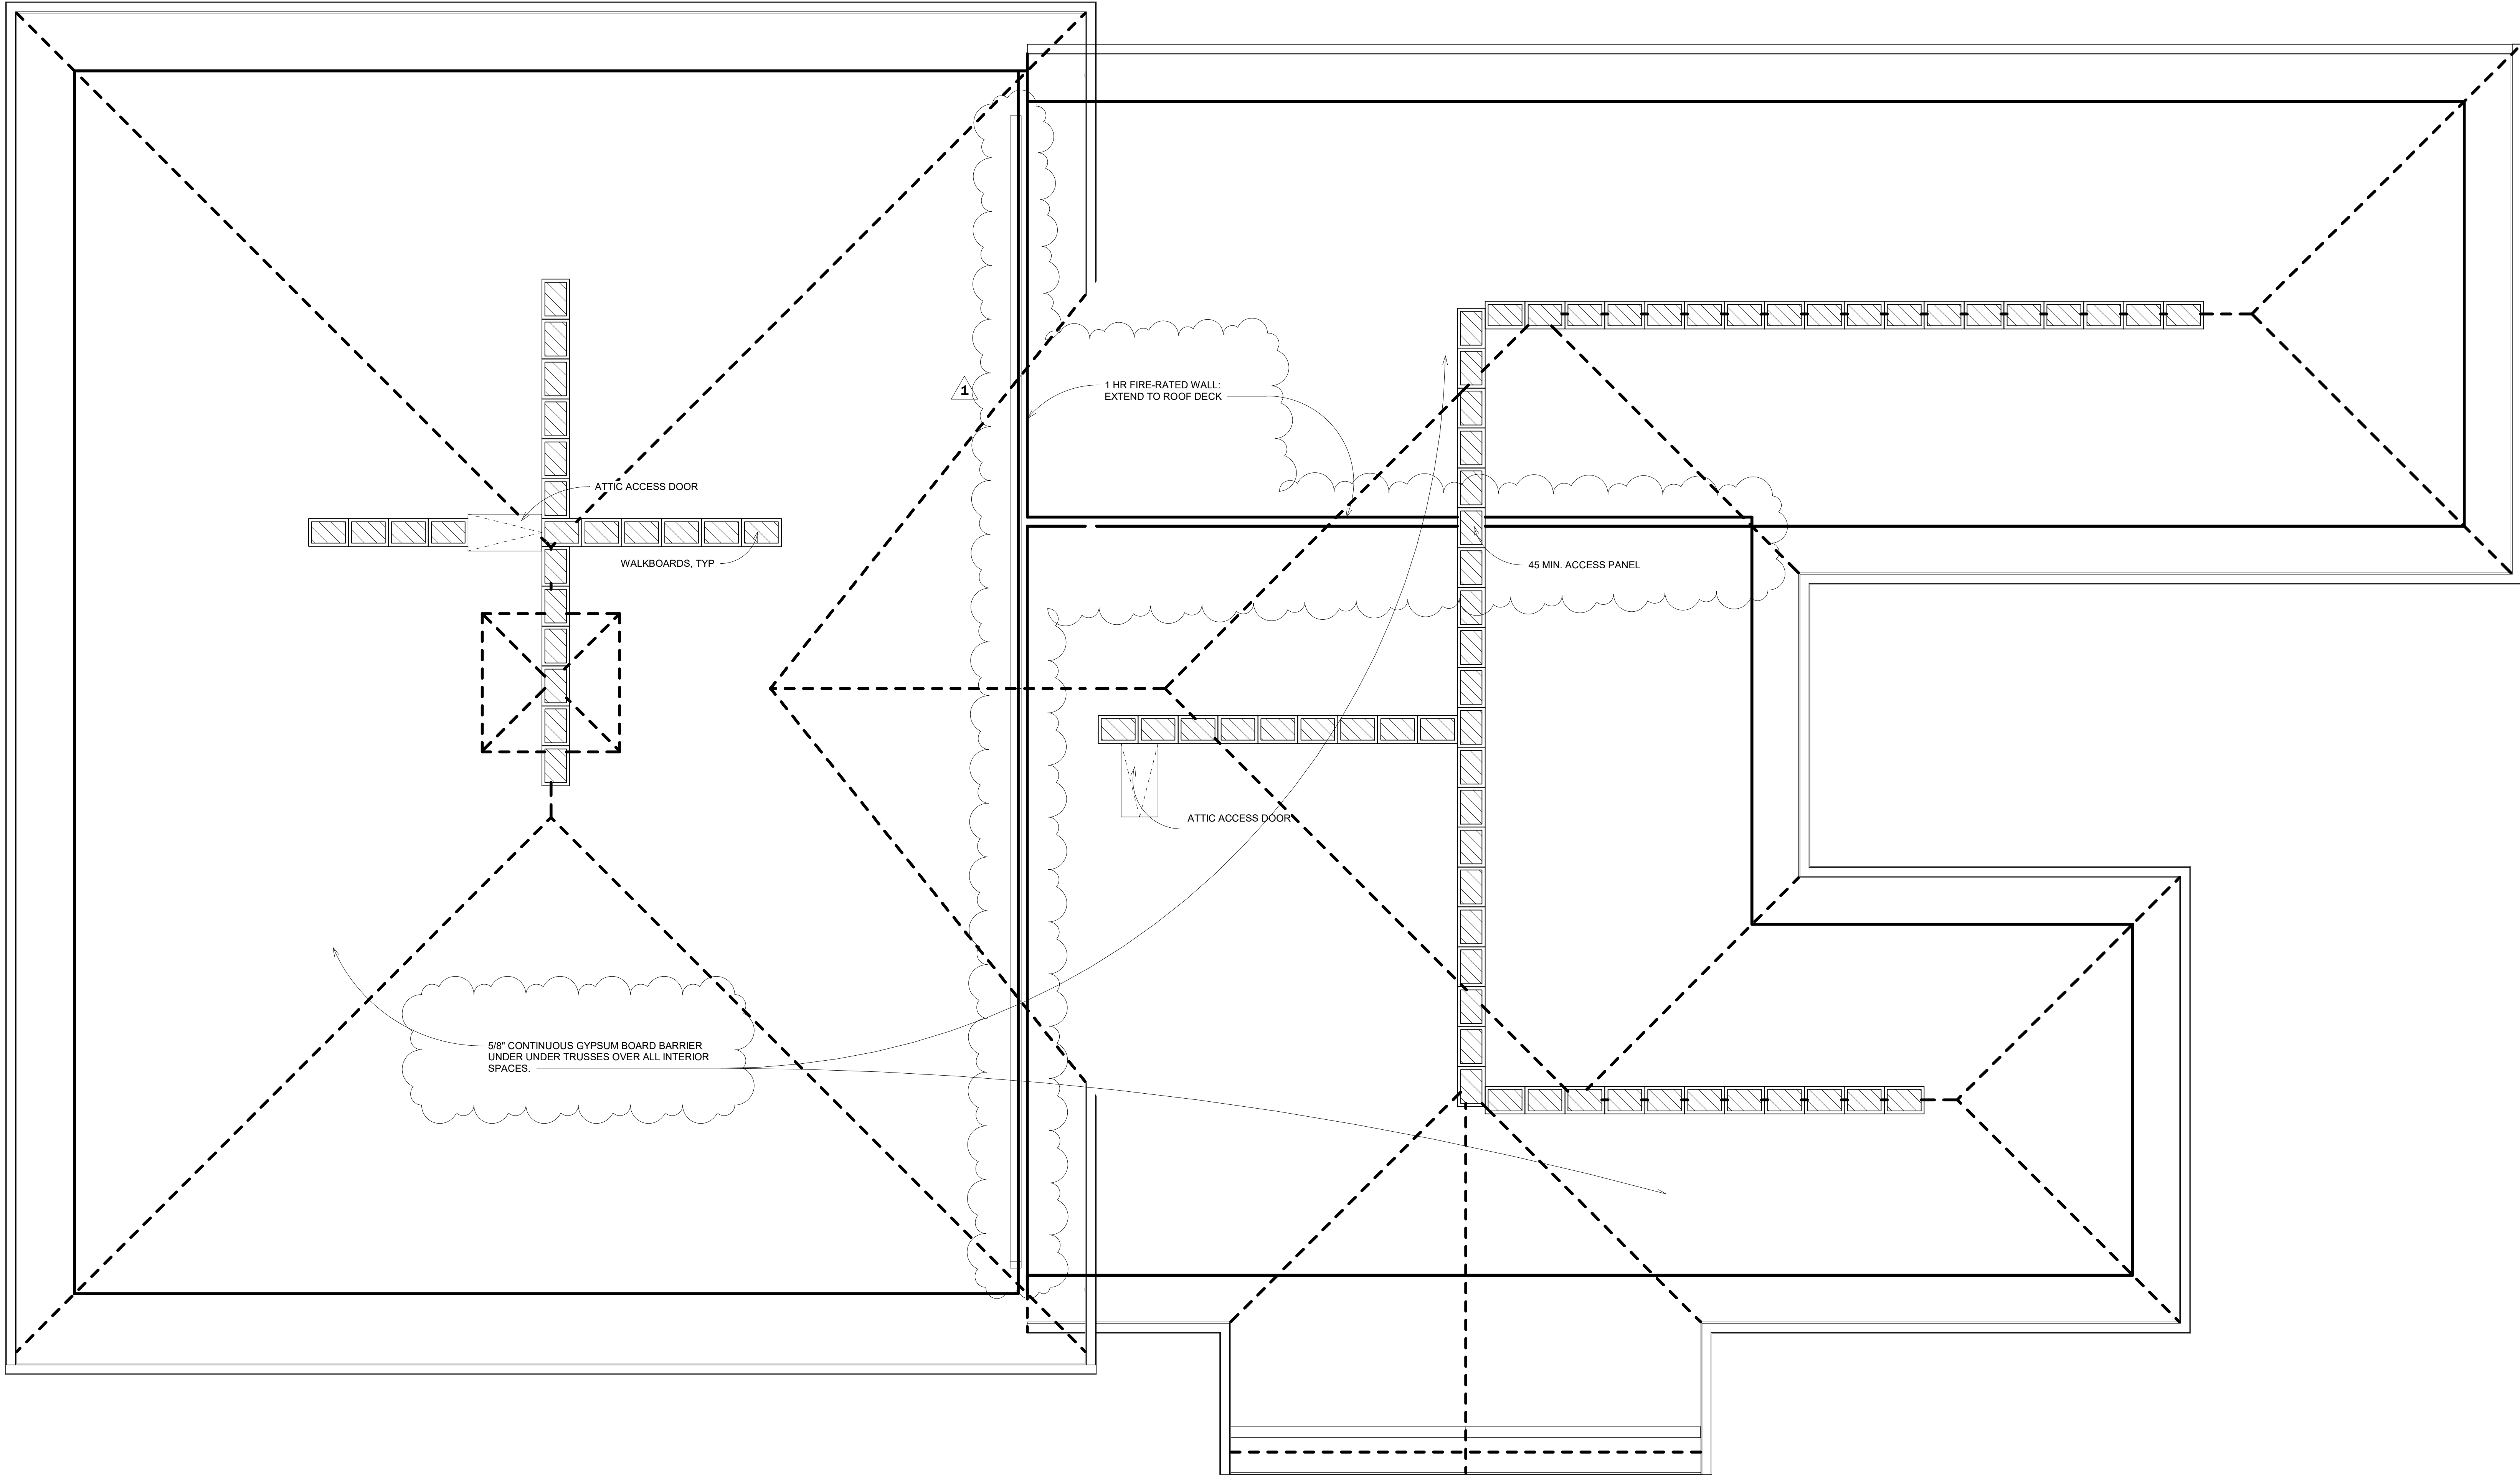 1
1 HR FIRE-RATED WALL:
EXTEND TO ROOF DECK
ATTIC ACCESS DOOR
WALKBOARDS, TYP
45 MIN. ACCESS PANEL
ATTIC ACCESS DOOR
5/8" CONTINUOUS GYPSUM BOARD BARRIER
UNDER UNDER TRUSSES OVER ALL INTERIOR
SPACES.